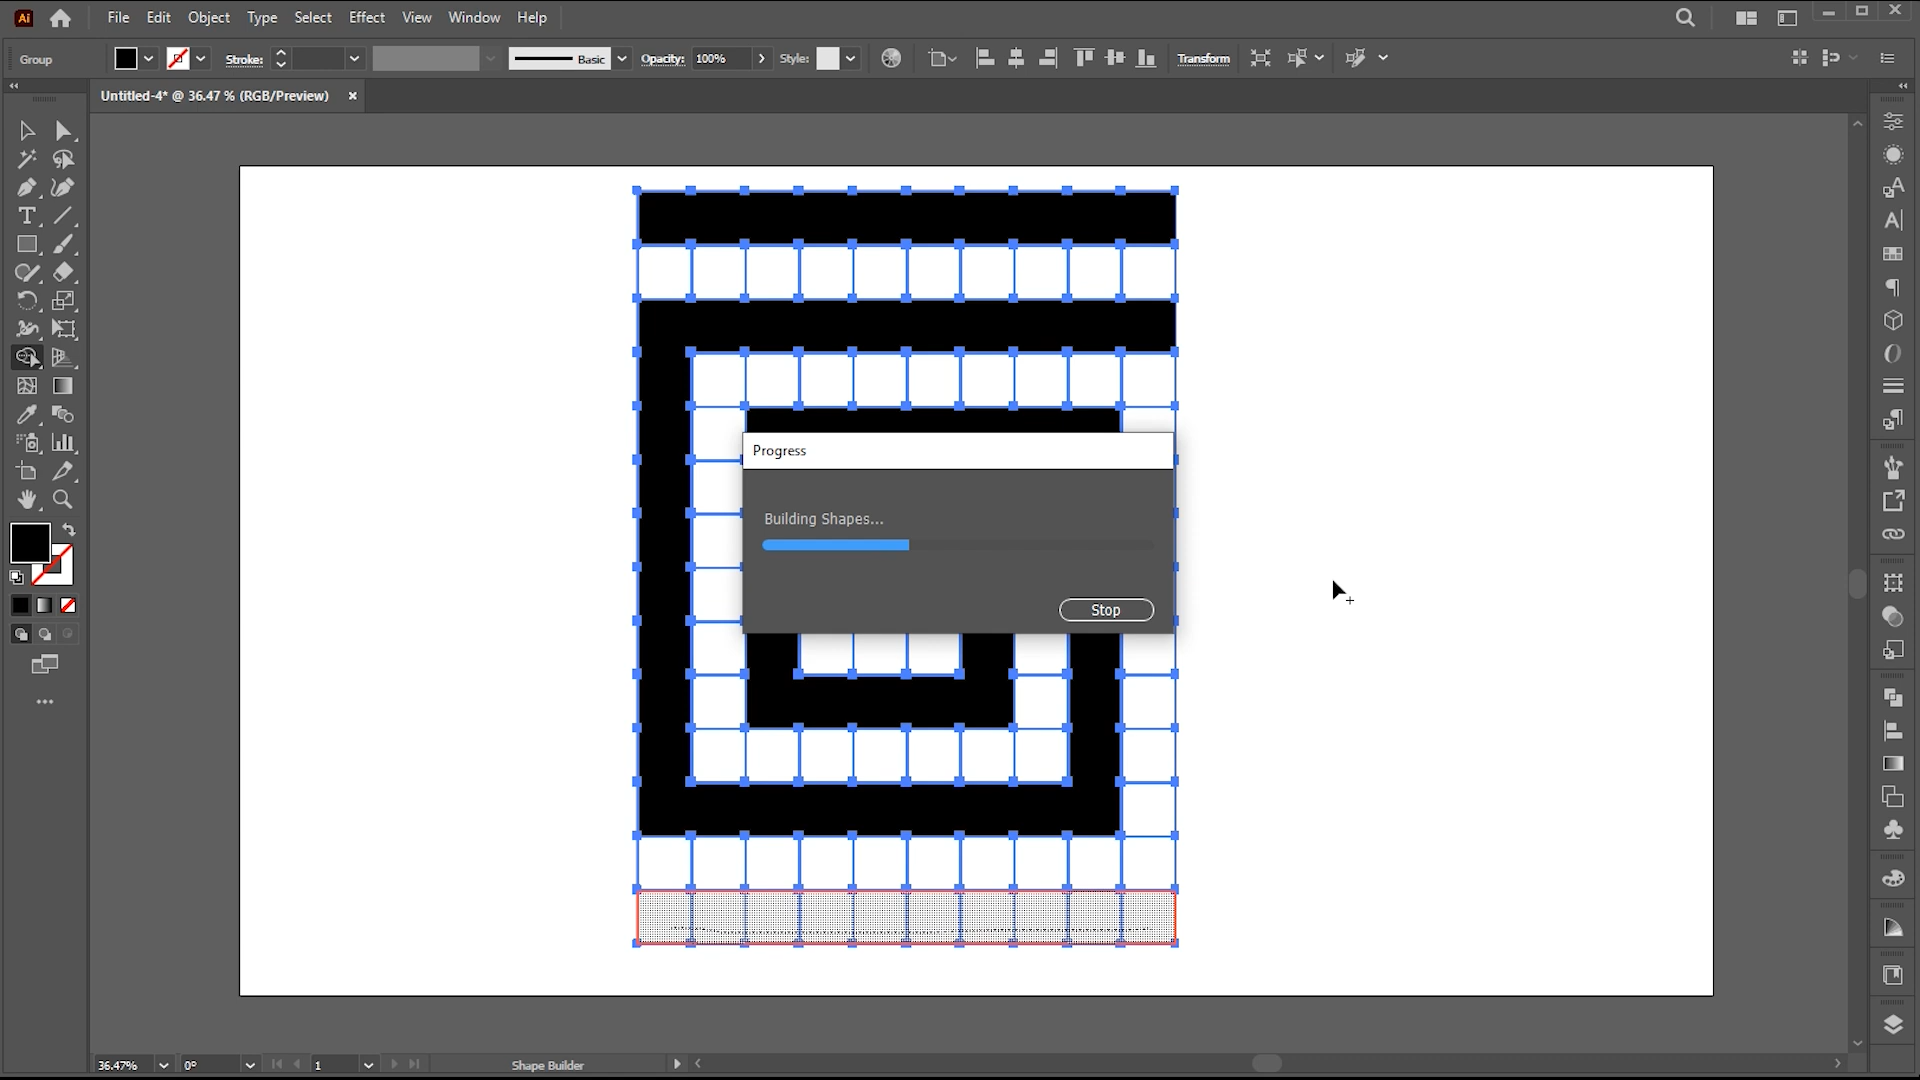 Ai File Edit Object Type Select Effect View Window Help
Group Stroke: Basic Opacity: 100% Style: Transform
Untitled-4* @ 36.47 % (RGB/Preview)
Progress
Building Shapes...
Stop
36.47% 0° 1 Shape Builder